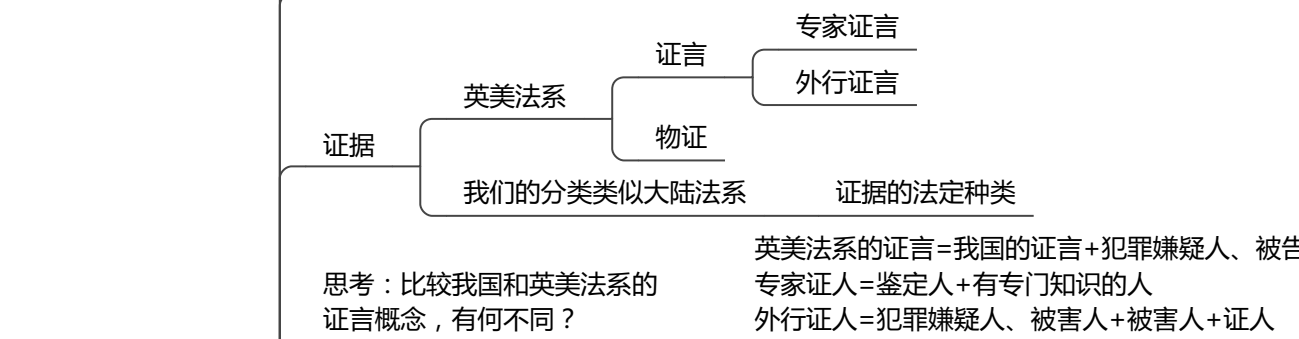 专家证言
证言
外行证言
英美法系
物证
证据
我们的分类类似大陆法系
证据的法定种类
英美法系的证言=我国的证言+犯罪嫌疑人、被告
思考：比较我国和英美法系的
证言概念，有何不同？
专家证人=鉴定人+有专门知识的人
外行证人=犯罪嫌疑人、被害人+被害人+证人